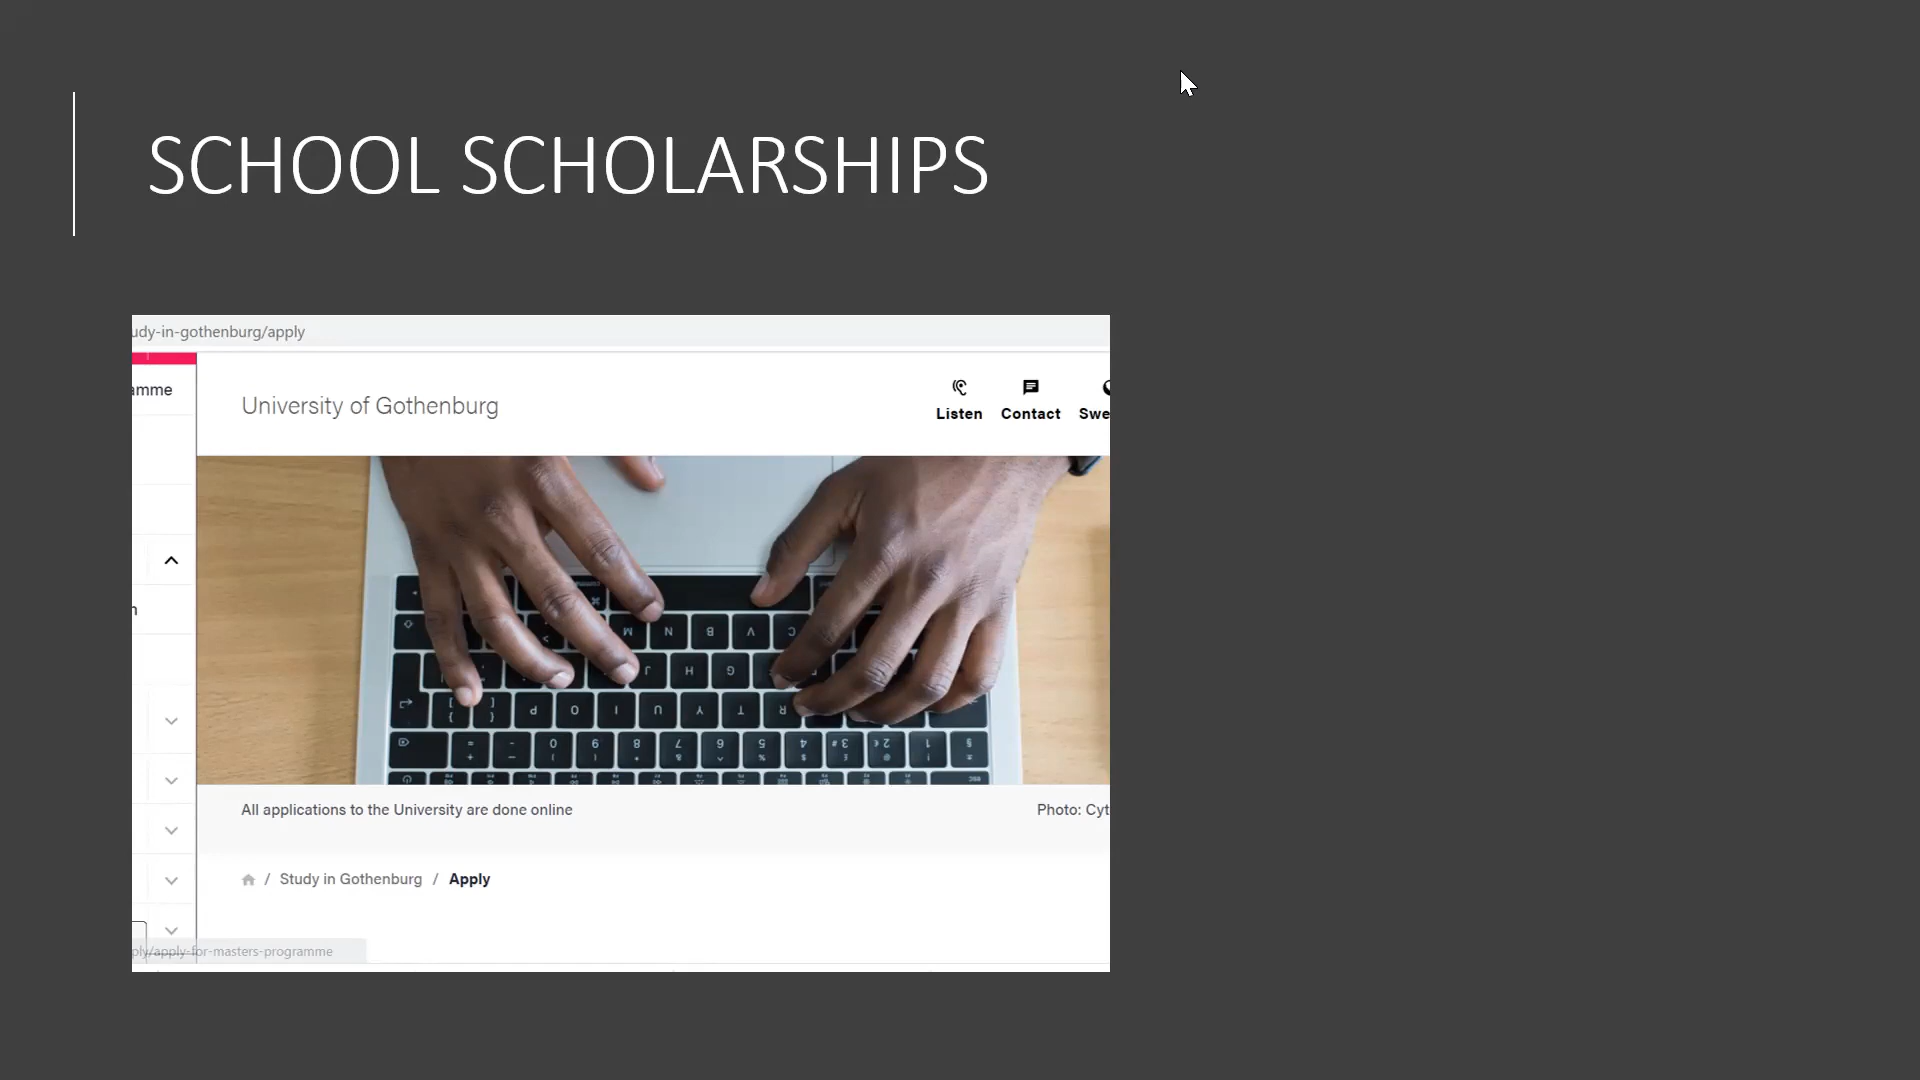 SCHOOL SCHOLARSHIPS
udy-in-gothenburg/apply
amme
University of Gothenburg
Listen
Contact
Swe
All applications to the University are done online
Photo: Cyt
/ Study in Gothenburg / Apply
ply/apply-for-masters-programme